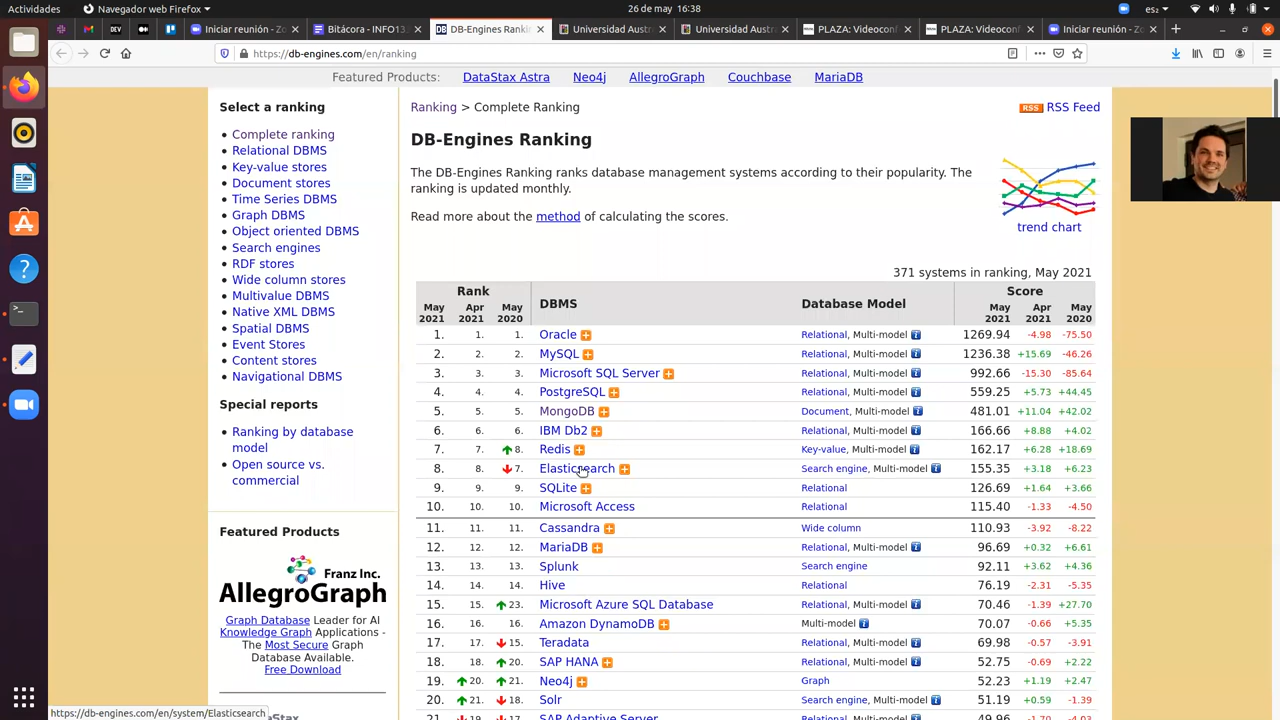 Actividades
Navegador web Firefox
26 de may 16:38
es2
Iniciar reunión - Zo
Bitácora - INFO13
DB-Engines Ranki
Universidad Austr
Universidad Austr
PLAZA: Videoconf
PLAZA: Videoconf
Iniciar reunión - Zo
https://db-engines.com/en/ranking
Featured Products: DataStax Astra Neo4j AllegroGraph Couchbase MariaDB
Select a ranking
Complete ranking
Relational DBMS
Key-value stores
Document stores
Time Series DBMS
Graph DBMS
Object oriented DBMS
Search engines
RDF stores
Wide column stores
Multivalue DBMS
Native XML DBMS
Spatial DBMS
Event Stores
Content stores
Navigational DBMS
Special reports
Ranking by database
model
Open source vs.
commercial
Featured Products
Franz Inc.
AllegroGraph
Graph Database Leader for AI
Knowledge Graph Applications -
The Most Secure Graph
Database Available.
Free Download
Ranking > Complete Ranking
RSS RSS Feed
DB-Engines Ranking
The DB-Engines Ranking ranks database management systems according to their popularity. The
ranking is updated monthly.
Read more about the method of calculating the scores.
trend chart
371 systems in ranking, May 2021
Rank DBMS Database Model Score
May 2021 Apr 2021 May 2020 May 2021 Apr 2021 May 2020
1. 1. 1. Oracle Relational, Multi-model 1269.94 -4.98 -75.50
2. 2. 2. MySQL Relational, Multi-model 1236.38 +15.69 -46.26
3. 3. 3. Microsoft SQL Server Relational, Multi-model 992.66 -15.30 -85.64
4. 4. 4. PostgreSQL Relational, Multi-model 559.25 +5.73 +44.45
5. 5. 5. MongoDB Document, Multi-model 481.01 +11.04 +42.02
6. 6. 6. IBM Db2 Relational, Multi-model 166.66 +8.88 +4.02
7. 7. 8. Redis Key-value, Multi-model 162.17 +6.28 +18.69
8. 8. 7. Elasticsearch Search engine, Multi-model 155.35 +3.18 +6.23
9. 9. 9. SQLite Relational 126.69 +1.64 +3.66
10. 10. 10. Microsoft Access Relational 115.40 -1.33 -4.50
11. 11. 11. Cassandra Wide column 110.93 -3.92 -8.22
12. 12. 12. MariaDB Relational, Multi-model 96.69 +0.32 +6.61
13. 13. 13. Splunk Search engine 92.11 +3.62 +4.36
14. 14. 14. Hive Relational 76.19 -2.31 -5.35
15. 15. 23. Microsoft Azure SQL Database Relational, Multi-model 70.46 -1.39 +27.70
16. 16. 16. Amazon DynamoDB Multi-model 70.07 -0.66 +5.35
17. 17. 15. Teradata Relational, Multi-model 69.98 -0.57 -3.91
18. 18. 20. SAP HANA Relational, Multi-model 52.75 -0.69 +2.22
19. 20. 21. Neo4j Graph 52.23 +1.19 +2.47
20. 21. 18. Solr Search engine, Multi-model 51.19 +0.59 -1.39
21. 19. 17. SAP Adaptive Server 49.96 -1.70 -4.03
https://db-engines.com/en/system/Elasticsearch